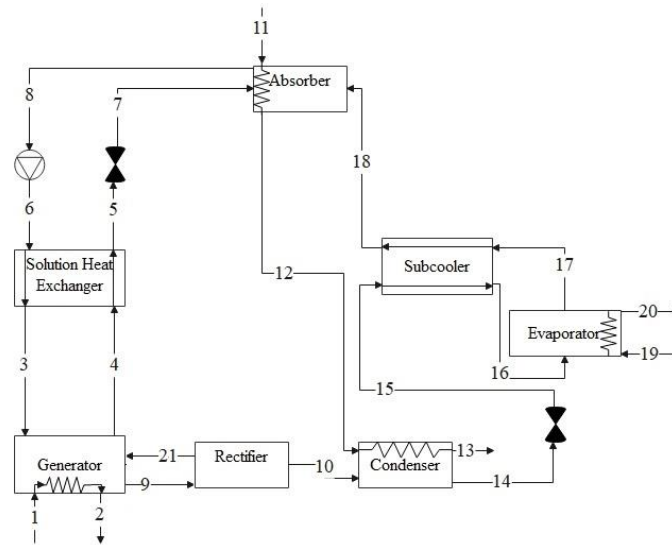 11
Absorber
8
7
18
6
5
Solution Heat
Exchanger
12
Subcooler
17
20
Evaporator
19
3
4
16
15
21
Rectifier
13
Generator
10
Condenser
9
14
1
2